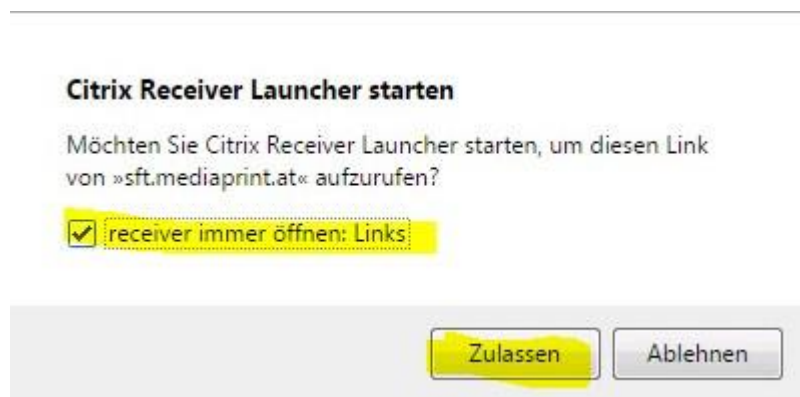 Citrix Receiver Launcher starten
Möchten Sie Citrix Receiver Launcher starten, um diesen Link
von »sft.mediaprint.at« aufzurufen?
receiver immer öffnen: Links
Zulassen Ablehnen